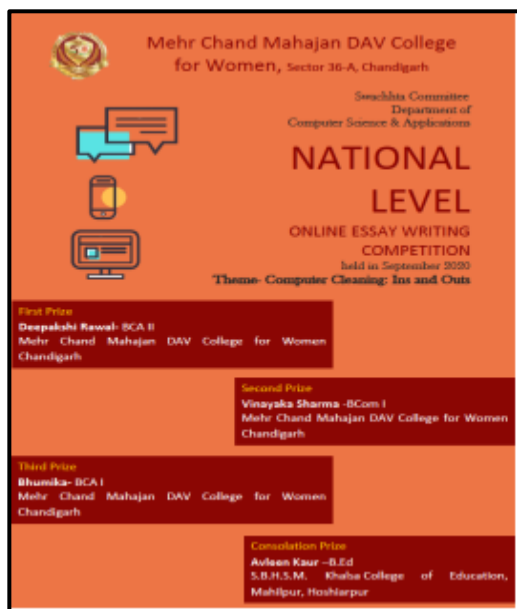 Mehr Chand Mahajan DAV College
for Women, Sector 36-A, Chandigarh
Swachhta Committee
Department of
Computer Science & Applications
NATIONAL
LEVEL
ONLINE ESSAY WRITING
COMPETITION
held in September 2020
Theme- Computer Cleaning: Ins and Outs
First Prize
Deepakshi Rawal- BCA II
Mehr Chand Mahajan DAV College for Women
Chandigarh
Second Prize
Vinayaka Sharma -BCom I
Mehr Chand Mahajan DAV College for Women
Chandigarh
Third Prize
Bhumika- BCA I
Mehr Chand Mahajan DAV College for Women
Chandigarh
Consolation Prize
Avleen Kaur –B.Ed
S.B.H.S.M. Khalsa College of Education,
Mahilpur, Hoshiarpur